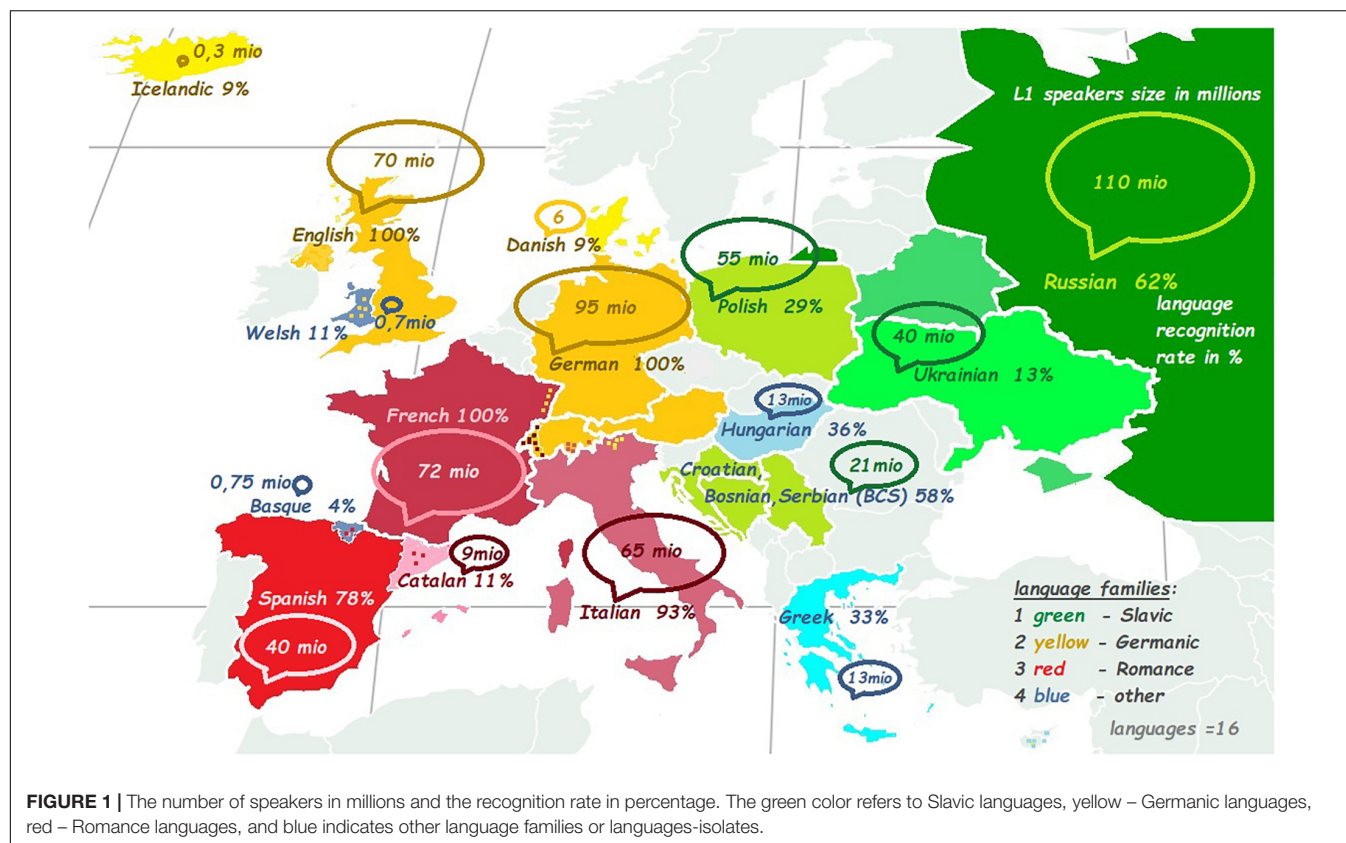 0,3 mio
Icelandic 9%
L1 speakers size in millions
70 mio
110 mio
English 100%
6
Danish 9%
55 mio
Russian 62%
language
recognition
rate in %
95 mio
Polish 29%
Welsh 11%
0,7mio
40 mio
German 100%
Ukrainian 13%
13mio
French 100%
Hungarian 36%
72 mio
Croatian,
21mio
Bosnian,Serbian (BCS) 58%
0,75 mio
Basque 4%
9mio
65 mio
Catalan 11%
Spanish 78%
Italian 93%
Greek 33%
40 mio
13mio
language families:
1 green - Slavic
2 yellow - Germanic
3 red - Romance
4 blue - other
languages =16
FIGURE 1 | The number of speakers in millions and the recognition rate in percentage. The green color refers to Slavic languages, yellow – Germanic languages,
red – Romance languages, and blue indicates other language families or languages-isolates.